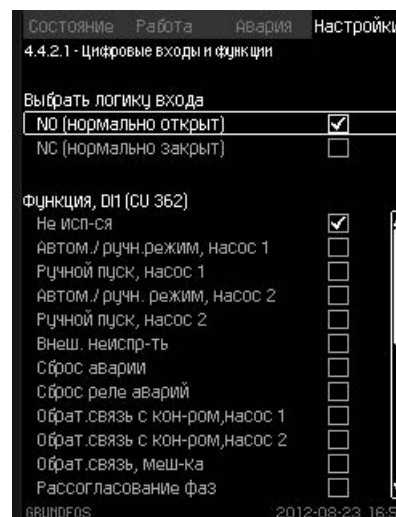 Состояние Работа Авария Настройки
4.4.2.1 - Цифровые входы и функции
Выбрать логику входа
NO (нормально открыт)
NC (нормально закрыт)
Функция, DI1 (CU 362)
Не исп-ся
Автом./ ручн.режим, насос 1
Ручной пуск, насос 1
Автом./ ручн. режим, насос 2
Ручной пуск, насос 2
Внеш. неиспр-ть
Сброс аварии
Сброс реле аварий
Обрат.связь с кон-ром,насос 1
Обрат.связь с кон-ром,насос 2
Обрат.связь, меш-ка
Рассогласование фаз
GRUNDFOS 2012-08-23 16:5